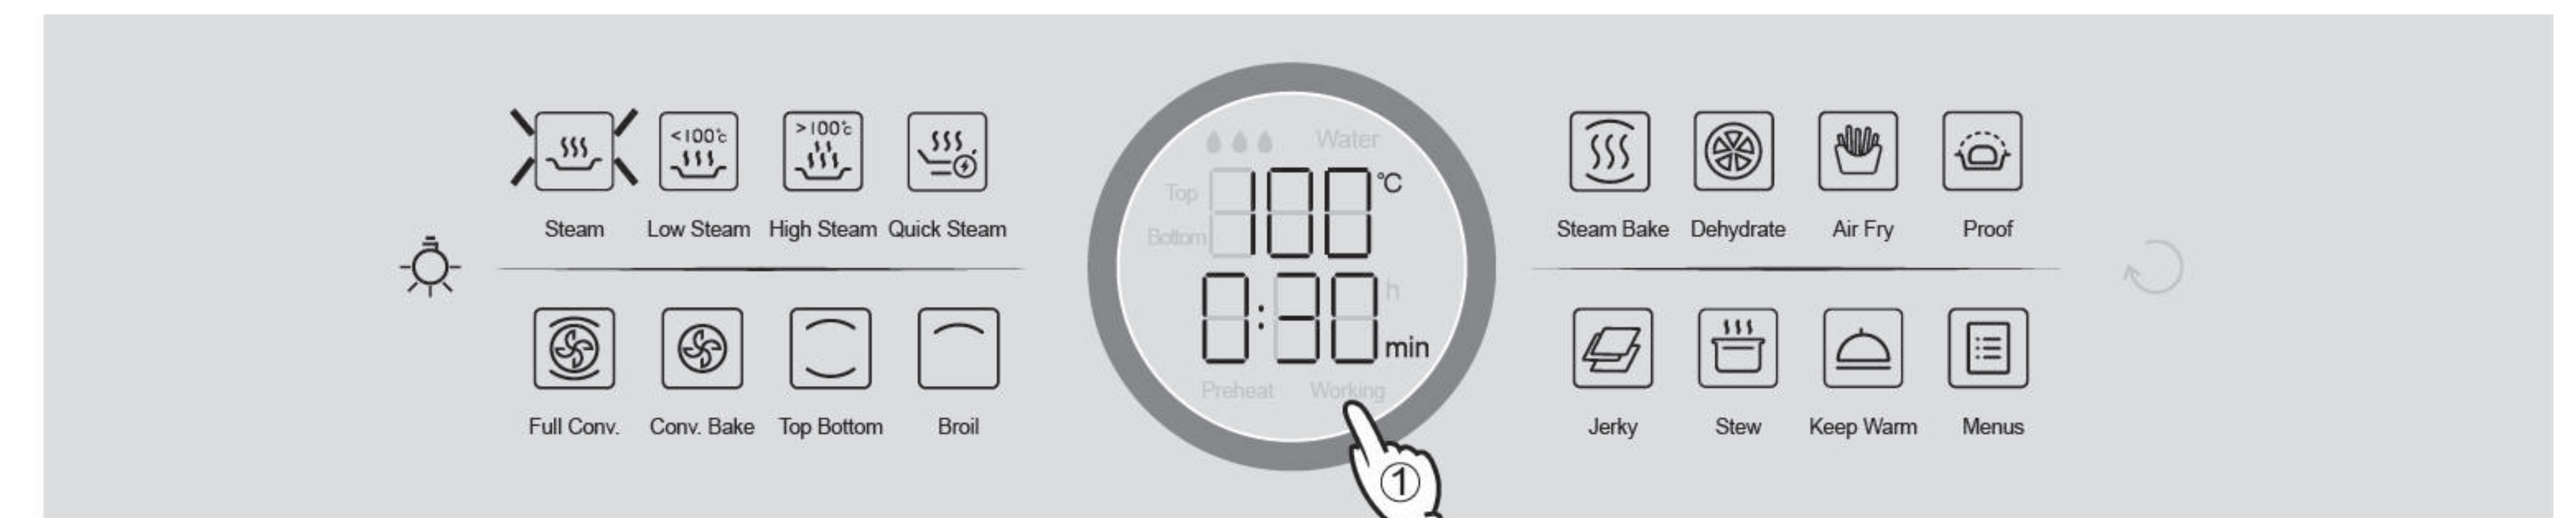 <100°c
>100°c
Steam Low Steam High Steam Quick Steam
Full Conv. Conv. Bake Top Bottom Broil
Water
Top
100 °C
Bottom
h
0:30 min
Preheat Working
1
Steam Bake Dehydrate Air Fry Proof
Jerky Stew Keep Warm Menus